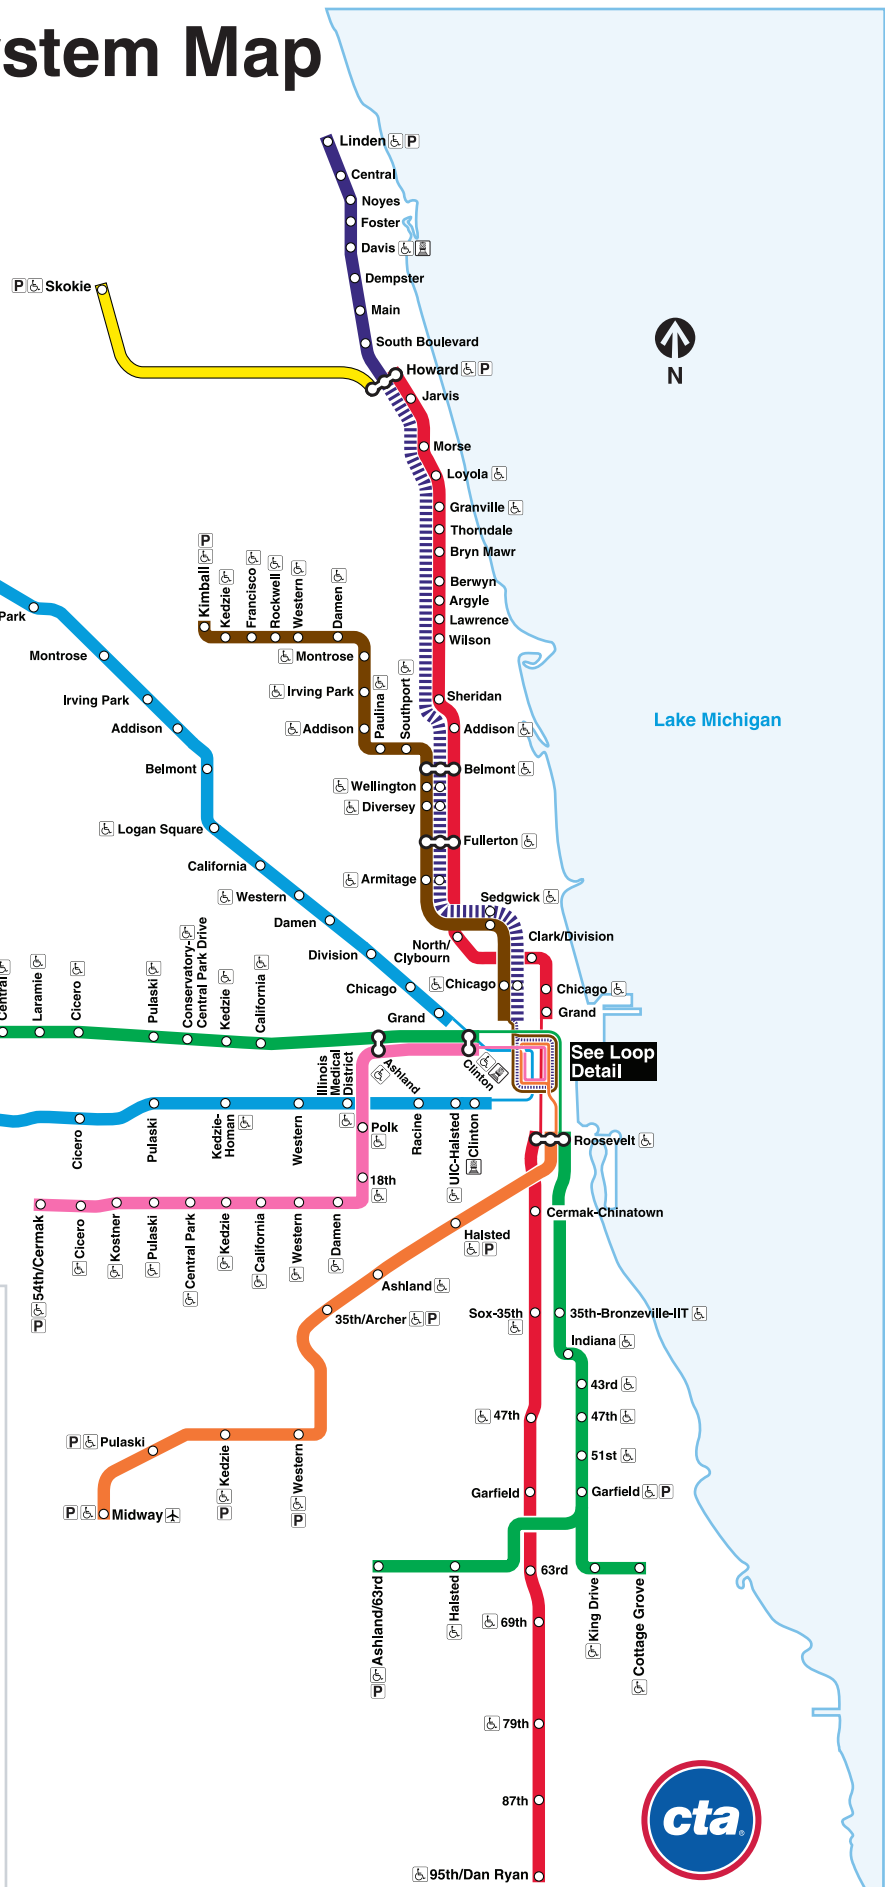 ystem Map
Linden P
Central
Noyes
Foster
Davis
Dempster
Main
South Boulevard
P Skokie
Howard P
Jarvis
Morse
Loyola
Granville
Thorndale
Bryn Mawr
Berwyn
Argyle
Lawrence
Wilson
Sheridan
Addison
Belmont
Fullerton
N
Lake Michigan
P
Kimball
Kedzie
Francisco
Rockwell
Western
Damen
Montrose
Irving Park
Addison
Paulina
Southport
Wellington
Diversey
Armitage
Sedgwick
Chicago
North/
Clybourn
Clark/Division
Chicago
Grand
Park
Montrose
Irving Park
Addison
Belmont
Logan Square
California
Western
Damen
Division
Chicago
Grand
Central
Laramie
Cicero
Pulaski
Conservatory-
Central Park Drive
Kedzie
California
Ashland
Clinton
See Loop
Detail
Illinois
Medical
District
Cicero
Pulaski
Kedzie-
Homan
Western
Racine
UIC-Halsted
Clinton
Polk
18th
54th/Cermak
P
Cicero
Kostner
Pulaski
Central Park
Kedzie
California
Western
Damen
Roosevelt
Cermak-Chinatown
Halsted
P
Ashland
35th/Archer P
Sox-35th
35th-Bronzeville-IIT
Indiana
43rd
47th
47th
51st
Garfield
Garfield P
P Pulaski
Kedzie
P
Western
P
P Midway
63rd
Ashland/63rd
P
Halsted
King Drive
Cottage Grove
69th
79th
87th
95th/Dan Ryan
cta